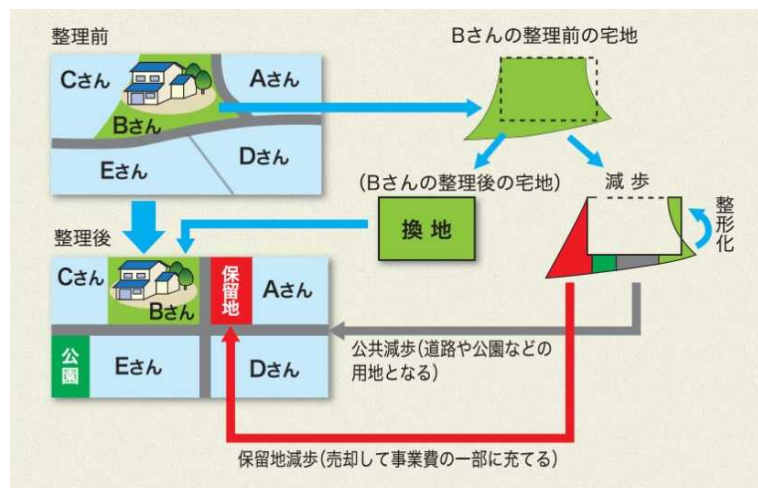 整理前
Cさん
Aさん
Bさん
Eさん
Dさん
Bさんの整理前の宅地
(Bさんの整理後の宅地)
減歩
換地
整形化
整理後
Cさん
Bさん
保留地
Aさん
公園
Eさん
Dさん
公共減歩(道路や公園などの
用地となる)
保留地減歩(売却して事業費の一部に充てる)